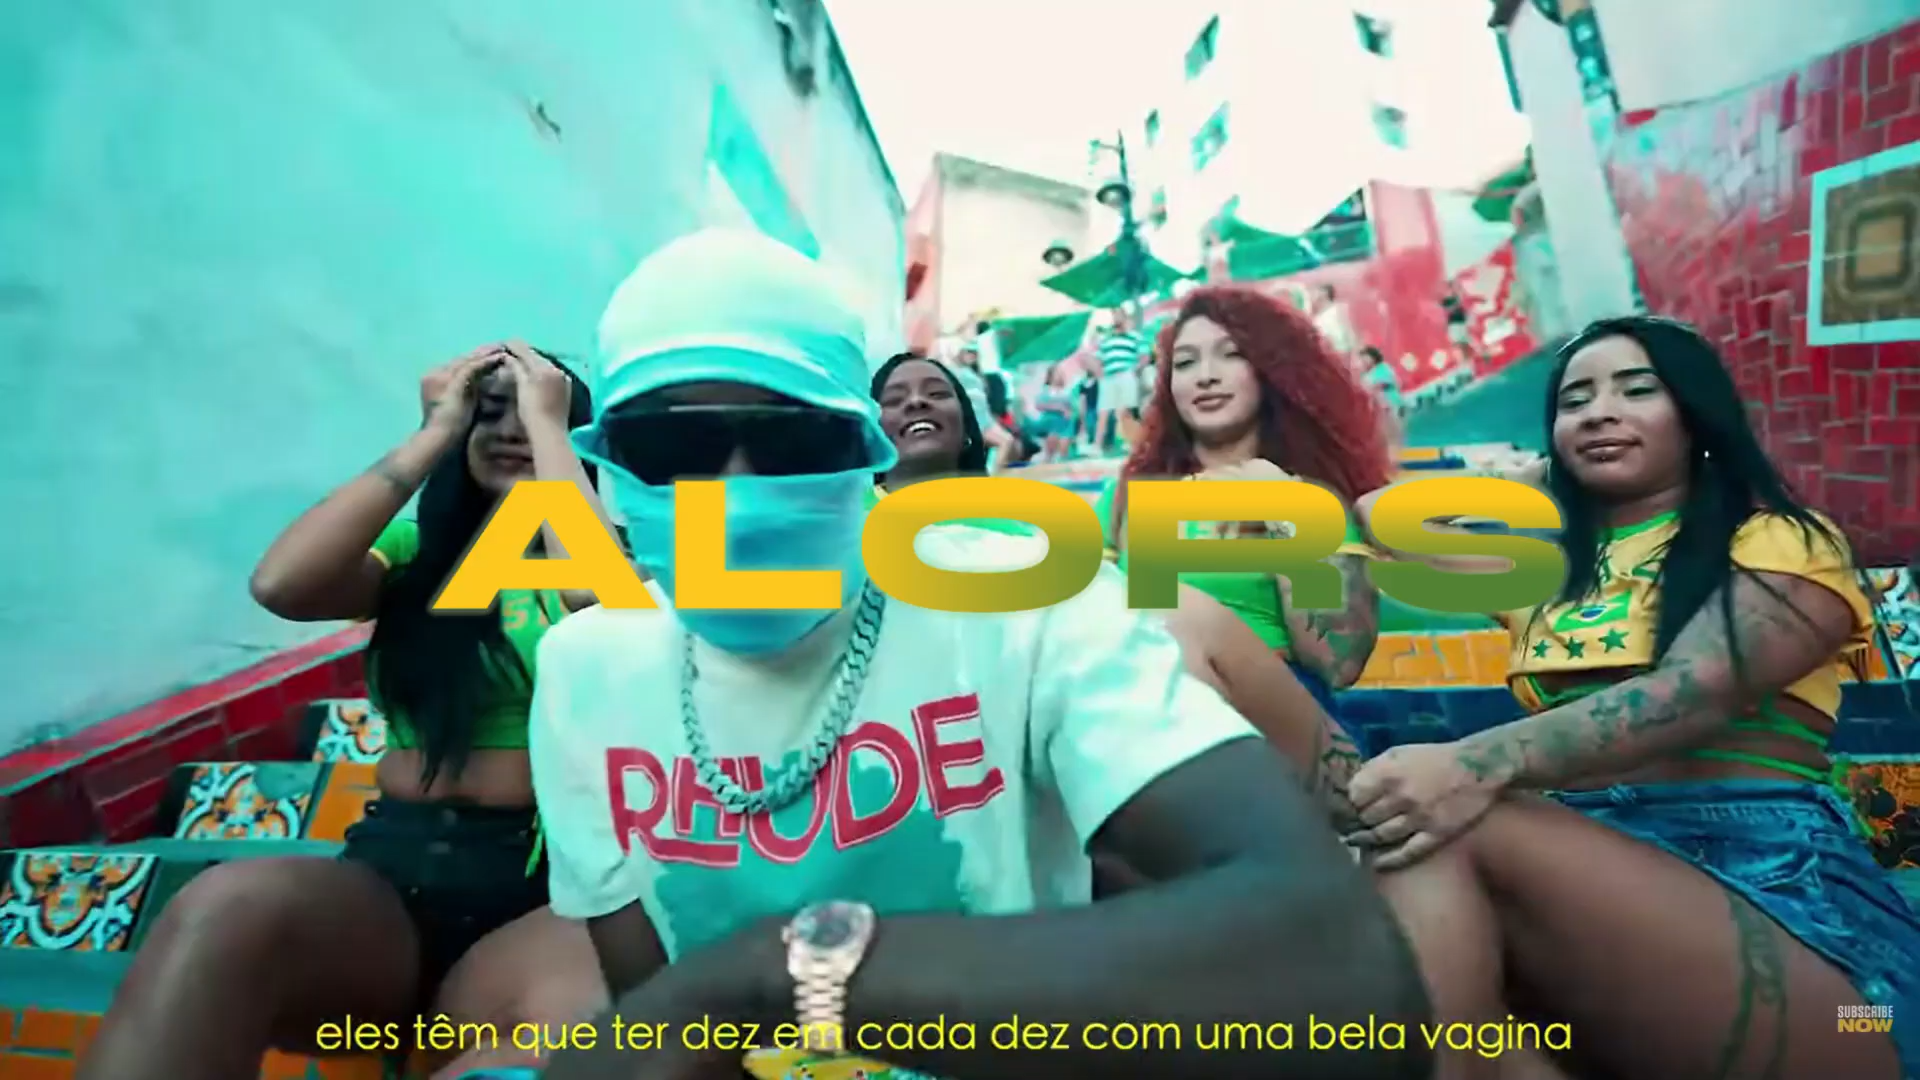 ALORS
RHUDE
eles têm que ter dez em cada dez com uma bela vagina
SUBSCRIBE
NOW